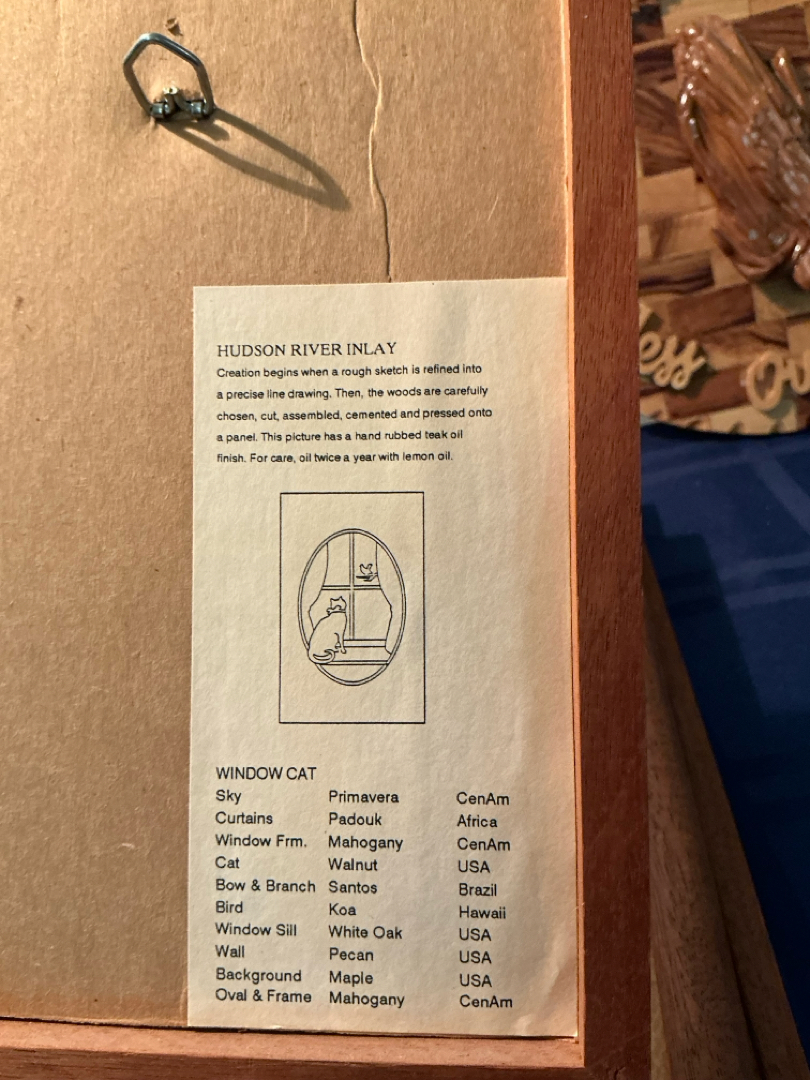 HUDSON RIVER INLAY
Creation begins when a rough sketch is refined into
a precise line drawing. Then, the woods are carefully
chosen, cut, assembled, cemented and pressed onto
a panel. This picture has a hand rubbed teak oil
finish. For care, oil twice a year with lemon oil.
WINDOW CAT
Sky Primavera CenAm
Curtains Padouk Africa
Window Frm. Mahogany CenAm
Cat Walnut USA
Bow & Branch Santos Brazil
Bird Koa Hawaii
Window Sill White Oak USA
Wall Pecan USA
Background Maple USA
Oval & Frame Mahogany CenAm